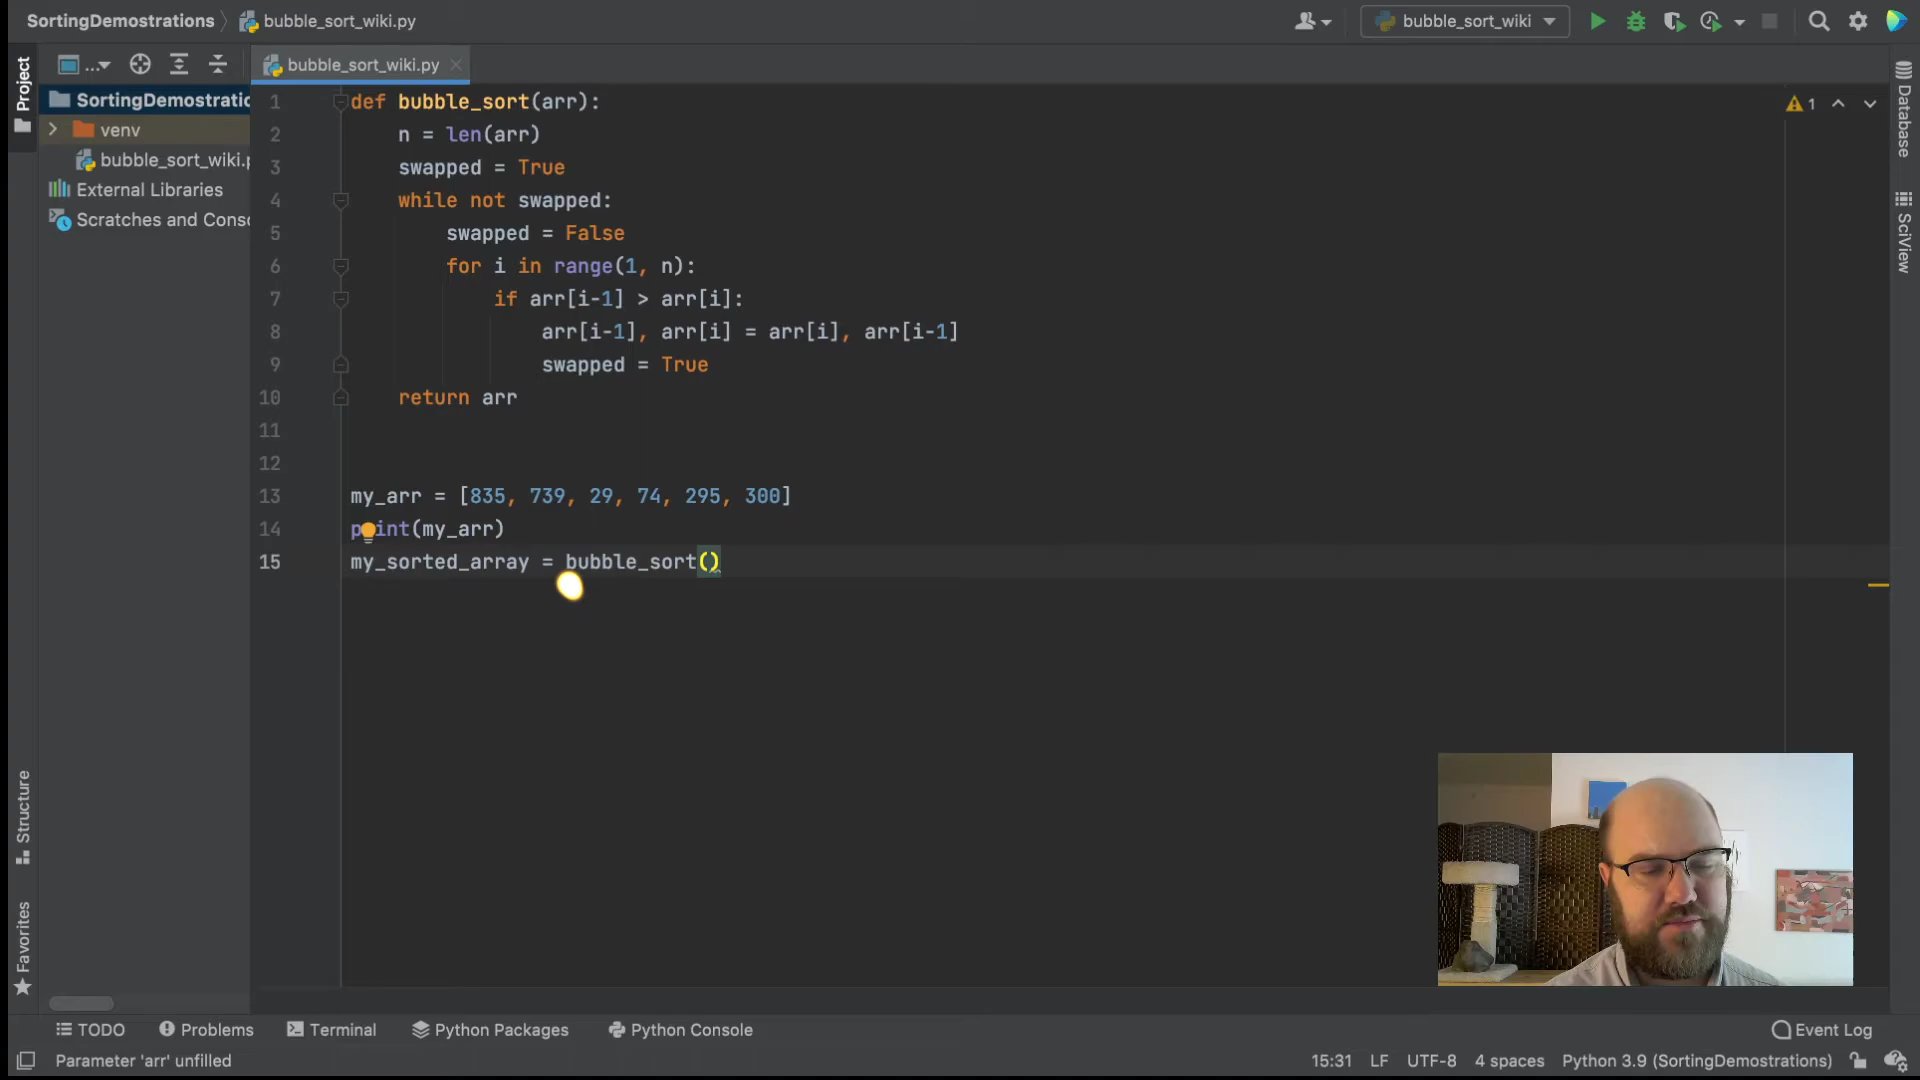 SortingDemostrations bubble_sort_wiki.py
bubble_sort_wiki
Project
...
bubble_sort_wiki.py
SortingDemostratio
venv
bubble_sort_wiki.p
External Libraries
Scratches and Conso
1 def bubble_sort(arr):
2 n = len(arr)
3 swapped = True
4 while not swapped:
5 swapped = False
6 for i in range(1, n):
7 if arr[i-1] > arr[i]:
8 arr[i-1], arr[i] = arr[i], arr[i-1]
9 swapped = True
10 return arr
11
12
13 my_arr = [835, 739, 29, 74, 295, 300]
14 print(my_arr)
15 my_sorted_array = bubble_sort()
1
Database
SciView
Structure
Favorites
TODO Problems Terminal Python Packages Python Console Event Log
Parameter 'arr' unfilled 15:31 LF UTF-8 4 spaces Python 3.9 (SortingDemostrations)